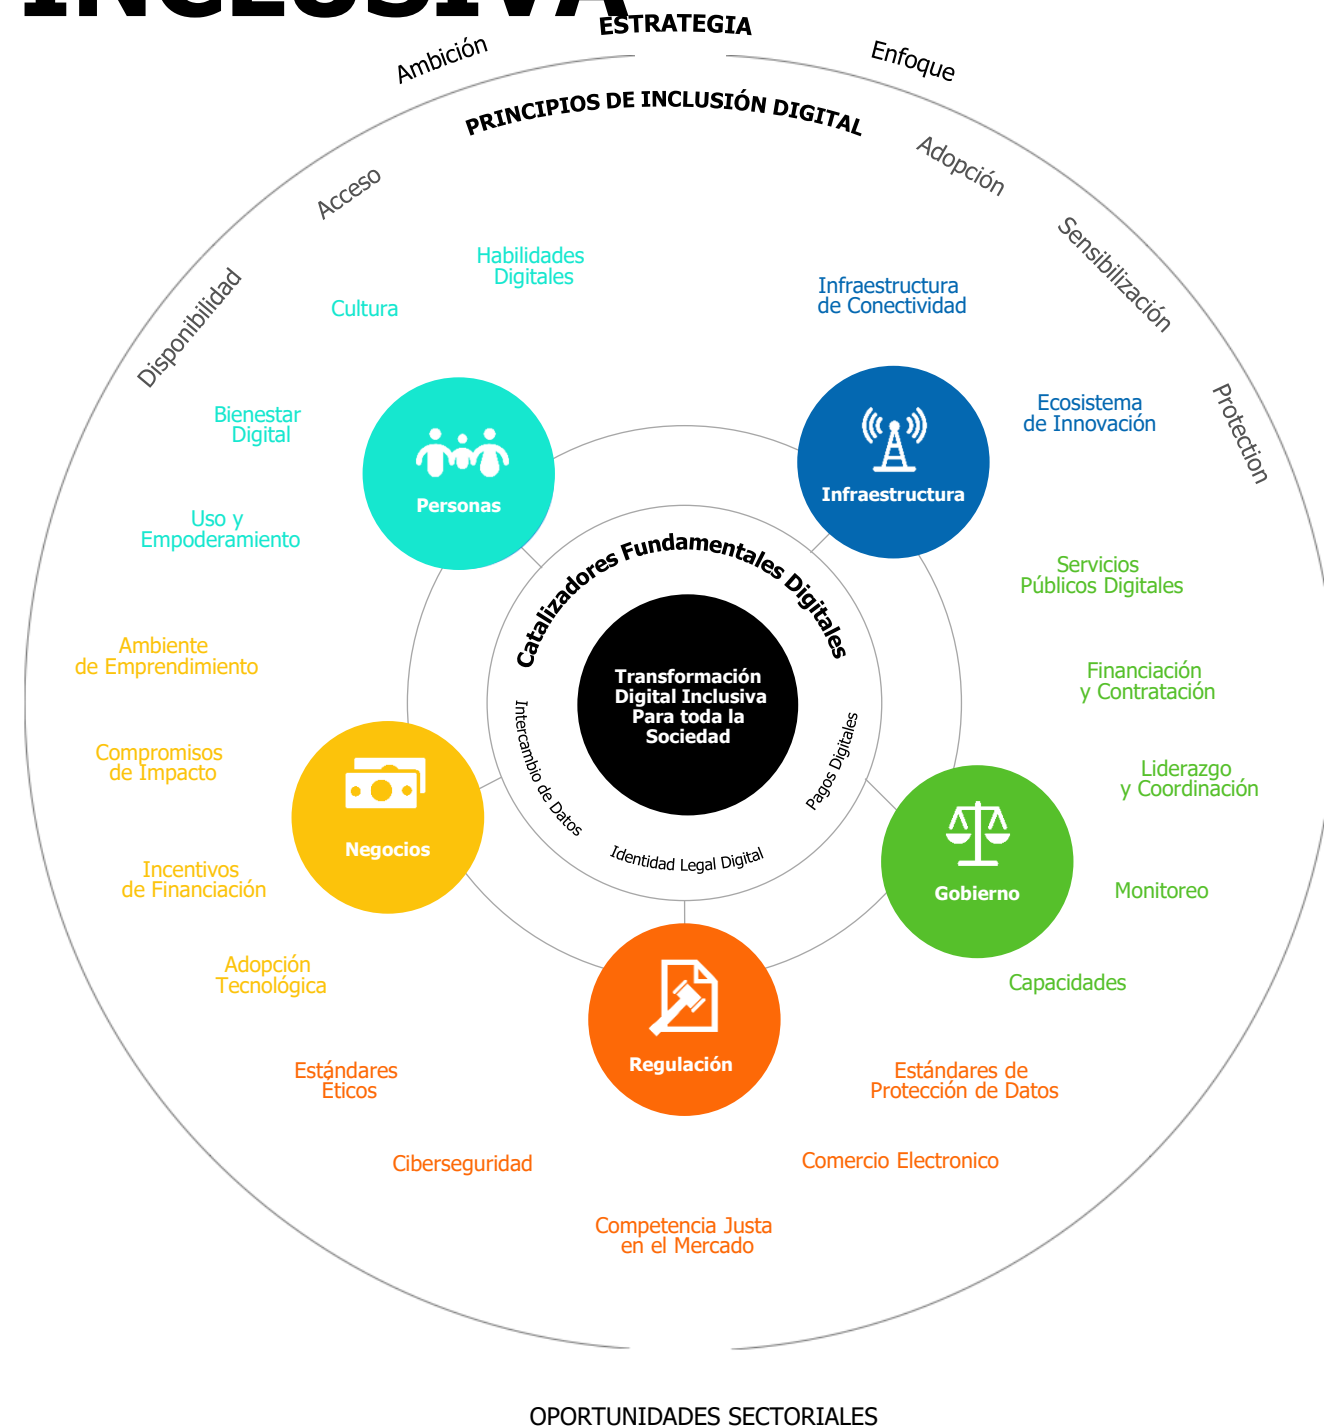 INCLUSIVA
ESTRATEGIA
Ambición
Enfoque
PRINCIPIOS DE INCLUSIÓN DIGITAL
Disponibilidad
Acceso
Adopción
Sensibilización
Protection
Habilidades
Digitales
Cultura
Bienestar
Digital
Uso y
Empoderamiento
Personas
Infraestructura
de Conectividad
Ecosistema
de Innovación
Infraestructura
Servicios
Públicos Digitales
Financiación
y Contratación
Liderazgo
y Coordinación
Monitoreo
Capacidades
Gobierno
Catalizadores Fundamentales Digitales
Transformación
Digital Inclusiva
Para toda la
Sociedad
Intercambio de Datos
Identidad Legal Digital
Pagos Digitales
Ambiente
de Emprendimiento
Compromisos
de Impacto
Incentivos
de Financiación
Adopción
Tecnológica
Negocios
Regulación
Estándares
Éticos
Ciberseguridad
Competencia Justa
en el Mercado
Comercio Electronico
Estándares de
Protección de Datos
OPORTUNIDADES SECTORIALES